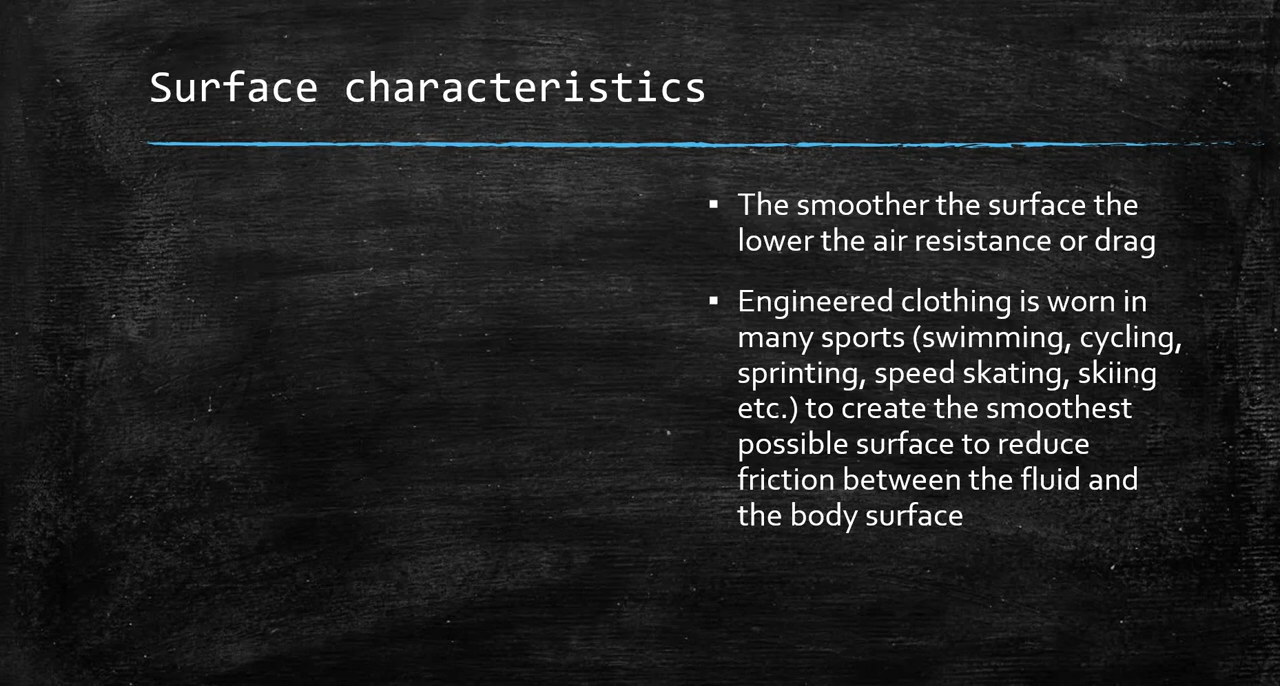 Surface characteristics
▪ The smoother the surface the
lower the air resistance or drag
▪ Engineered clothing is worn in
many sports (swimming, cycling,
sprinting, speed skating, skiing
etc.) to create the smoothest
possible surface to reduce
friction between the fluid and
the body surface